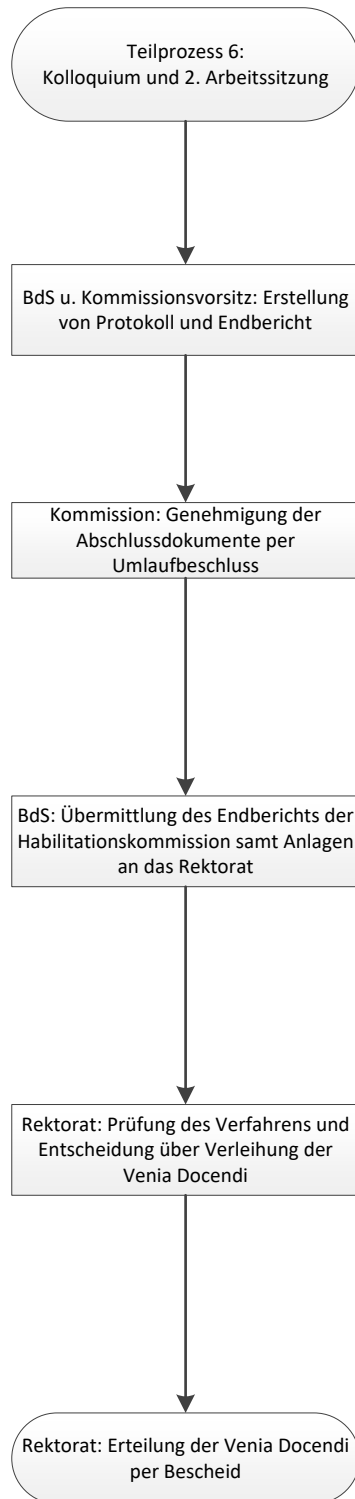 Teilprozess 6:
Kolloquium und 2. Arbeitssitzung
BdS u. Kommissionsvorsitz: Erstellung
von Protokoll und Endbericht
Kommission: Genehmigung der
Abschlussdokumente per
Umlaufbeschluss
BdS: Übermittlung des Endberichts der
Habilitationskommission samt Anlagen
an das Rektorat
Rektorat: Prüfung des Verfahrens und
Entscheidung über Verleihung der
Venia Docendi
Rektorat: Erteilung der Venia Docendi
per Bescheid